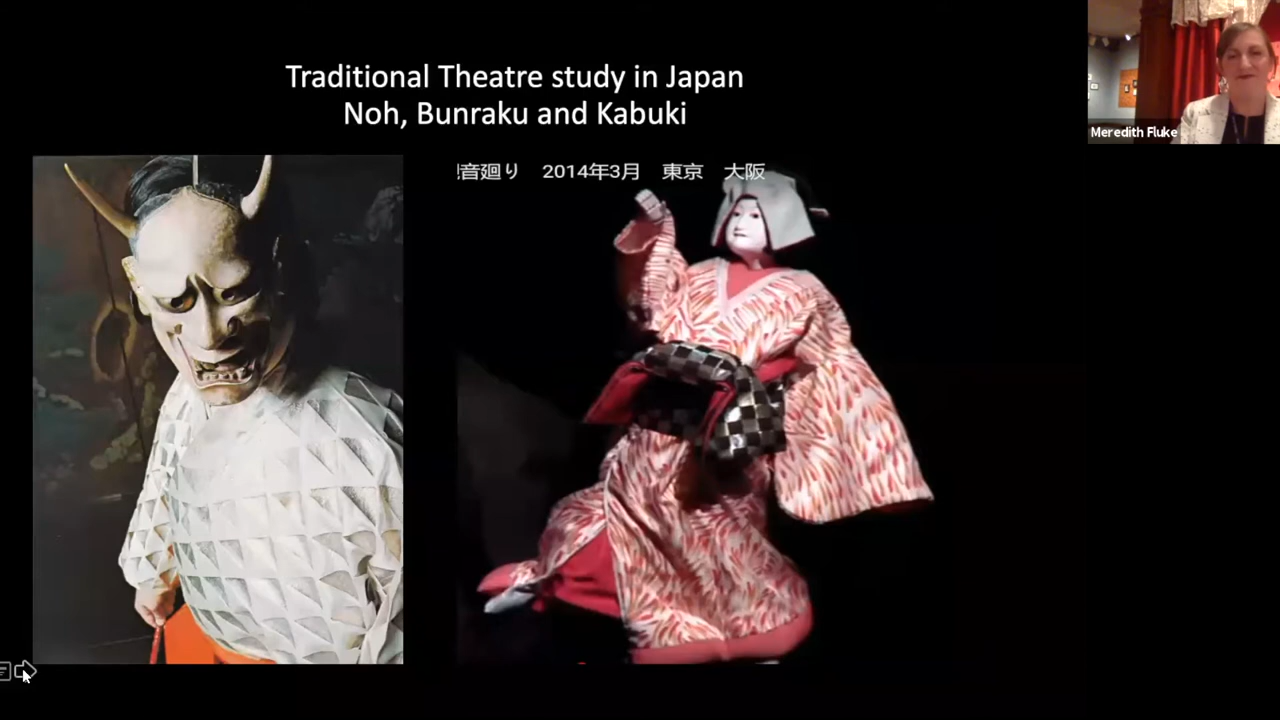 Traditional Theatre study in Japan
Noh, Bunraku and Kabuki
音廻り 2014年3月 東京 大阪
Meredith Fluke